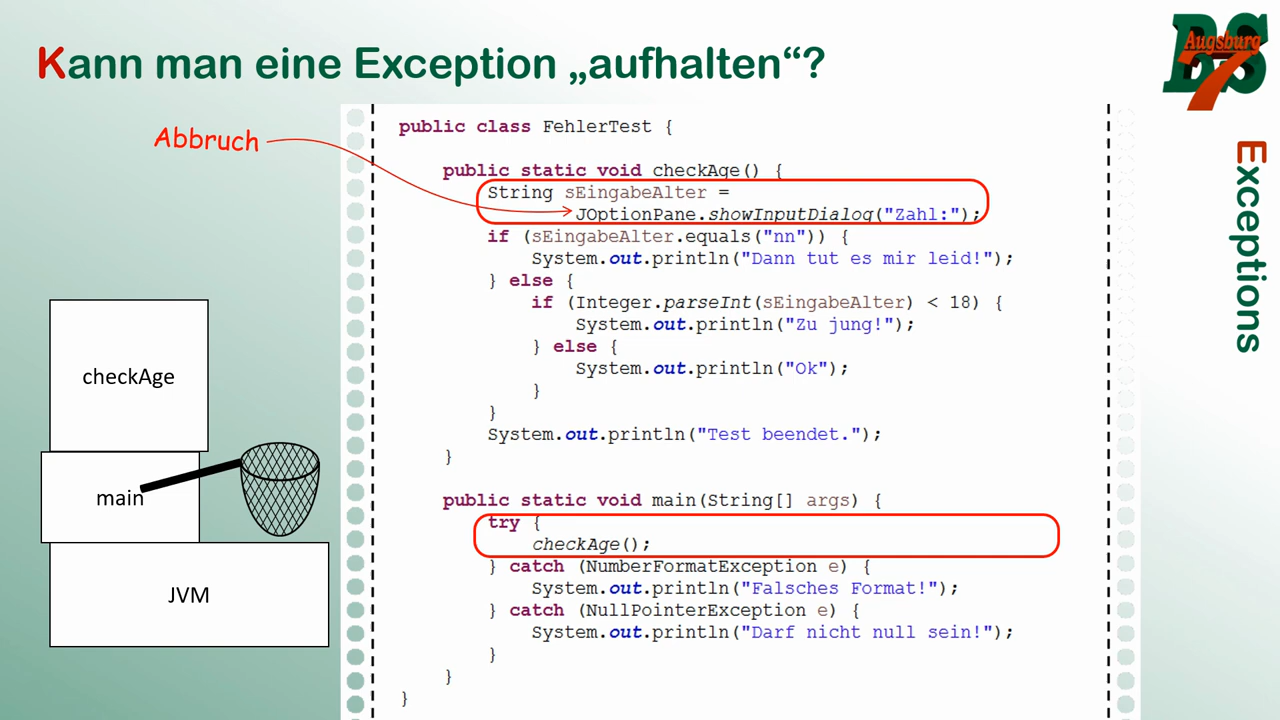 Kann man eine Exception „aufhalten“?
BS
Augsburg
7
Exceptions
Abbruch
public class FehlerTest {
public static void checkAge() {
String sEingabeAlter =
JOptionPane.showInputDialog("Zahl:");
if (sEingabeAlter.equals("nn")) {
System.out.println("Dann tut es mir leid!");
} else {
if (Integer.parseInt(sEingabeAlter) < 18) {
System.out.println("Zu jung!");
} else {
System.out.println("Ok");
}
}
System.out.println("Test beendet.");
}
public static void main(String[] args) {
try {
checkAge();
} catch (NumberFormatException e) {
System.out.println("Falsches Format!");
} catch (NullPointerException e) {
System.out.println("Darf nicht null sein!");
}
}
}
checkAge
main
JVM